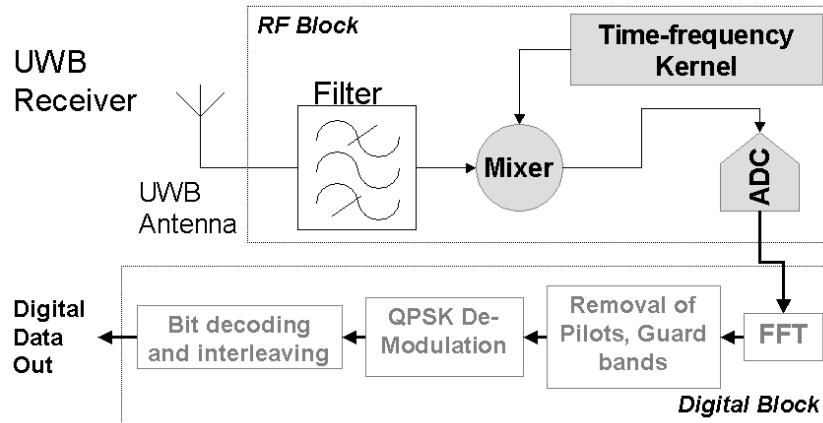 RF Block
Time-frequency
Kernel
UWB
Receiver
Filter
Mixer
ADC
UWB
Antenna
Digital
Data
Out
Bit decoding
and interleaving
QPSK De-
Modulation
Removal of
Pilots, Guard
bands
FFT
Digital Block